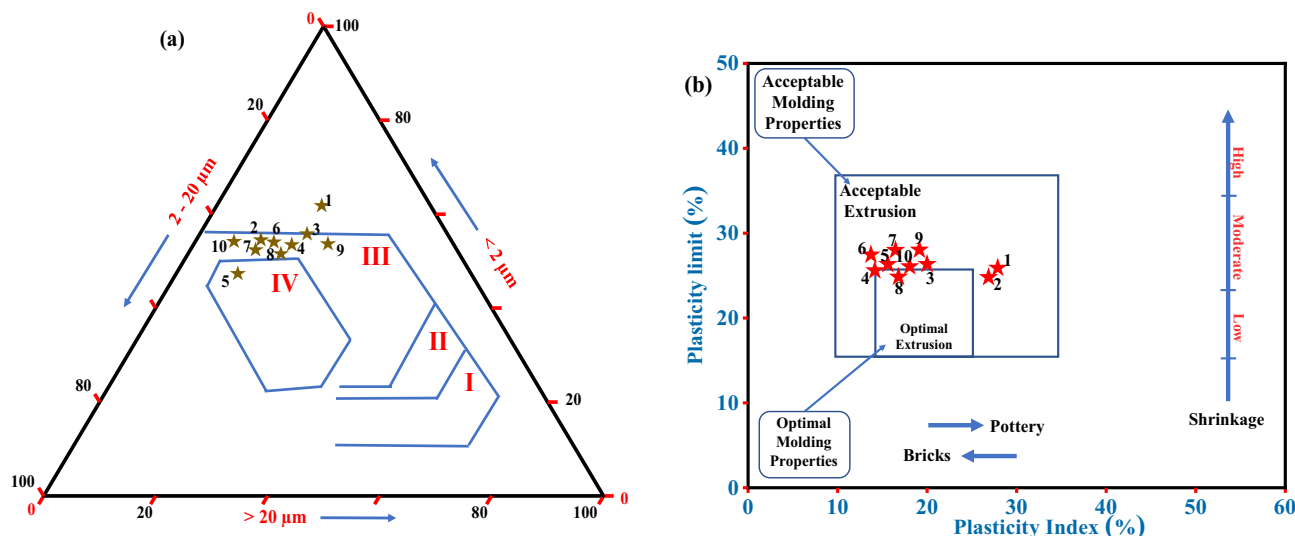 (a)
0
100
20
80
2 - 20 µm
< 2 µm
1
2
6
3
10
7
8
4
9
III
5
IV
II
I
80
20
100
0
20
> 20 µm
80
100
0
(b)
50
Acceptable
Molding
Properties
40
High
Acceptable
Extrusion
Moderate
30
7
9
6
5
10
1
4
8
3
2
20
Low
Optimal
Extrusion
10
Optimal
Molding
Properties
Pottery
Bricks
Shrinkage
0
Plasticity limit (%)
0
10
20
30
40
50
60
Plasticity Index (%)